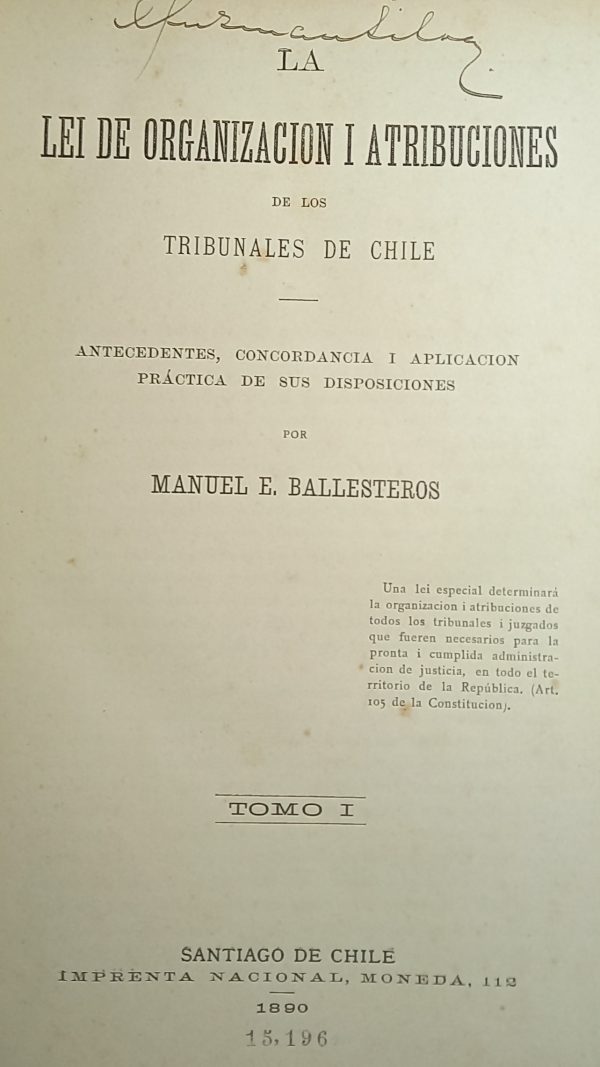 LA
LEI DE ORGANIZACION I ATRIBUCIONES
DE LOS
TRIBUNALES DE CHILE
ANTECEDENTES, CONCORDANCIA I APLICACION
PRÁCTICA DE SUS DISPOSICIONES
POR
MANUEL E. BALLESTEROS
Una lei especial determinará
la organizacion i atribuciones de
todos los tribunales i juzgados
que fueren necesarios para la
pronta i cumplida administra-
cion de justicia, en todo el te-
rritorio de la República. (Art.
105 de la Constitucion).
TOMO I
SANTIAGO DE CHILE
IMPRENTA NACIONAL, MONEDA, 112
1890
15,196